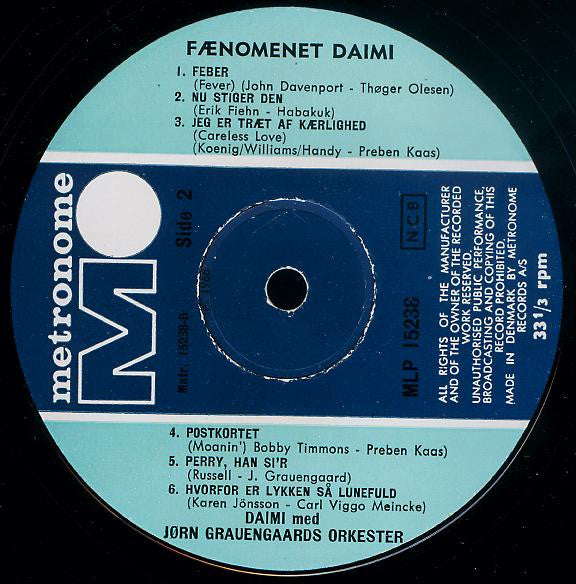 FÆNOMENET DAIMI
1. FEBER
(Fever) (John Davenport - Thøger Olesen)
2. NU STIGER DEN
(Erik Fiehn - Habakuk)
3. JEG ER TRÆT AF KÆRLIGHED
(Careless Love)
(Koenig/Williams/Handy - Preben Kaas)
metronome
Side 2
Matr. 15238-B
NCB
MLP 15238
ALL RIGHTS OF THE MANUFACTURER
AND OF THE OWNER OF THE RECORDED
WORK RESERVED.
UNAUTHORISED PUBLIC PERFORMANCE,
BROADCASTING AND COPYING OF THIS
RECORD PROHIBITED.
MADE IN DENMARK BY METRONOME
RECORDS A/S
33 1/3 rpm
4. POSTKORTET
(Moanin') Bobby Timmons - Preben Kaas)
5. PERRY, HAN SI'R
(Russell - J. Grauengaard)
6. HVORFOR ER LYKKEN SÅ LUNEFULD
(Karen Jönsson - Carl Viggo Meincke)
DAIMI med
JØRN GRAUENGAARDS ORKESTER